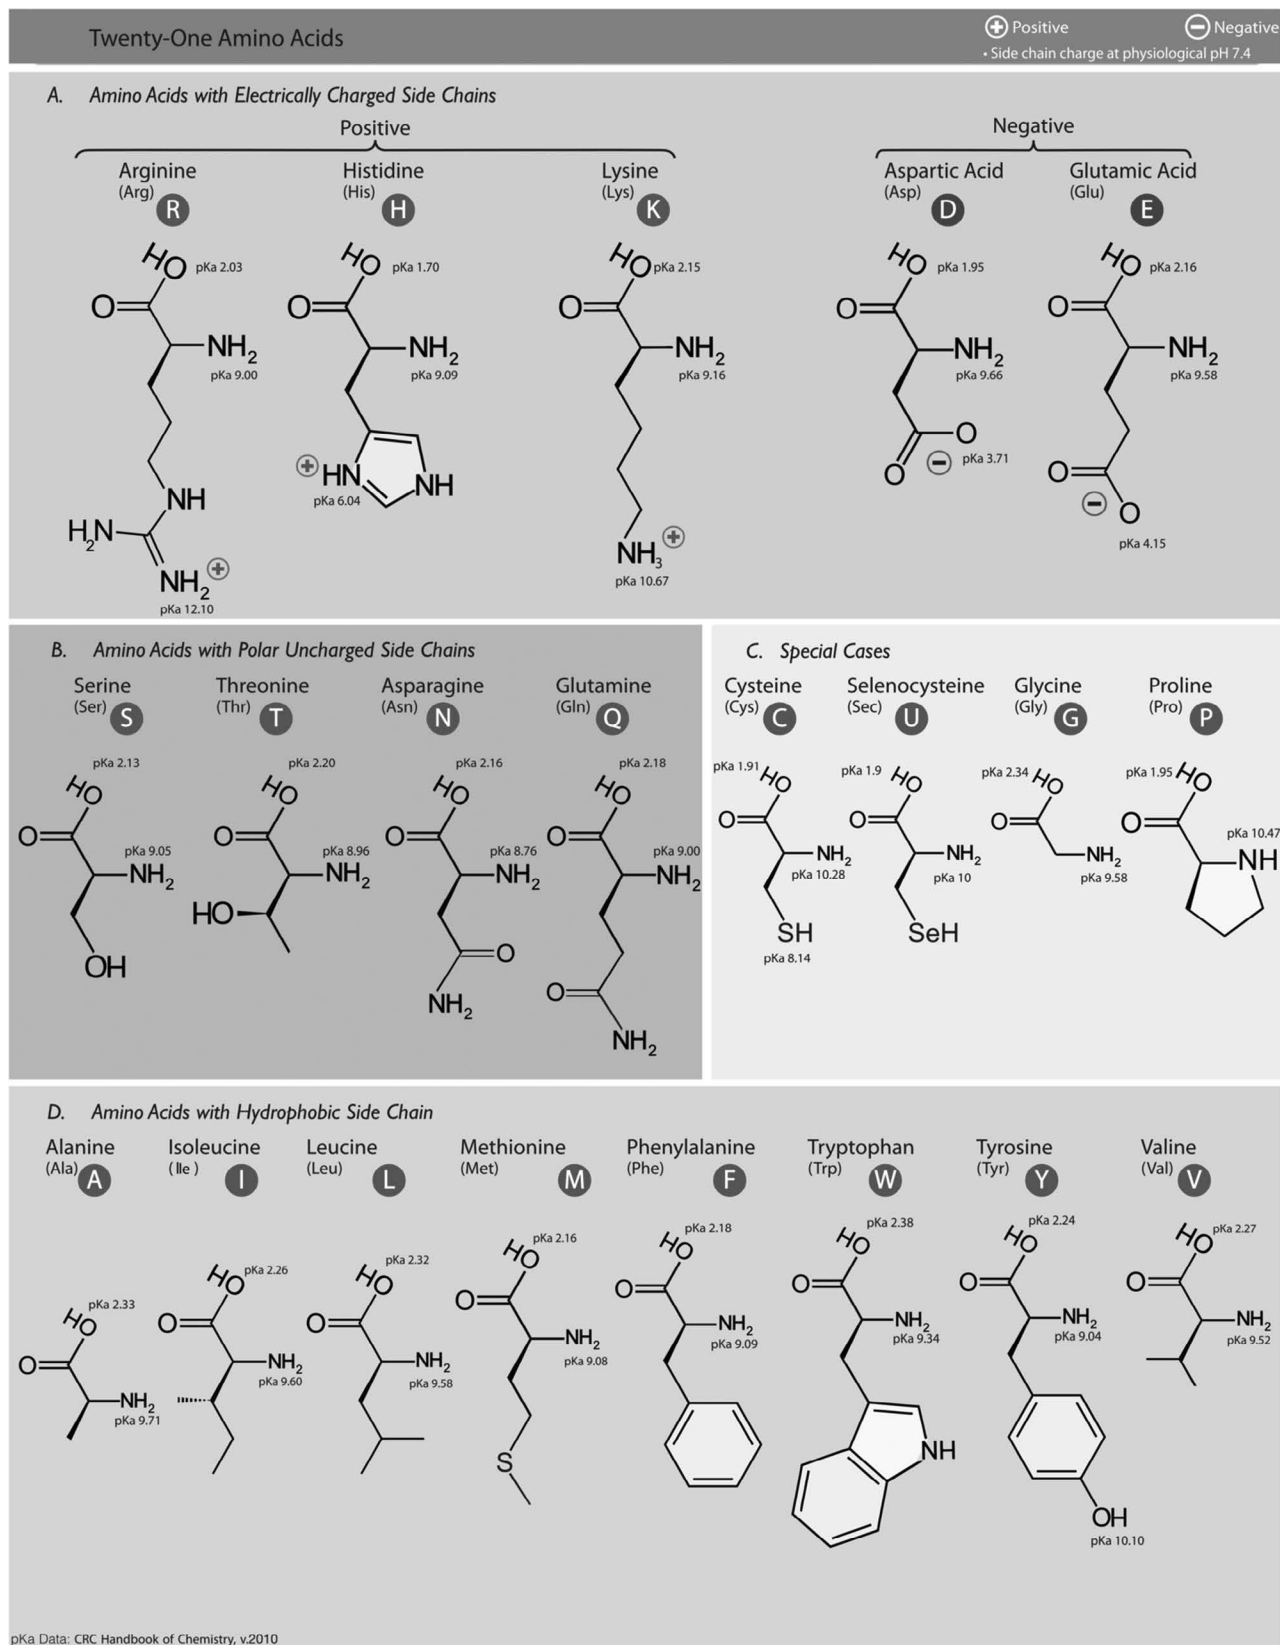 Twenty-One Amino Acids
⊕ Positive ⊖ Negative
• Side chain charge at physiological pH 7.4
A. Amino Acids with Electrically Charged Side Chains
Positive
Negative
Arginine
(Arg) R
Histidine
(His) H
Lysine
(Lys) K
Aspartic Acid
(Asp) D
Glutamic Acid
(Glu) E
HO pKa 2.03
O
NH2
pKa 9.00
NH
H2N
NH2 ⊕
pKa 12.10
HO pKa 1.70
O
NH2
pKa 9.09
⊕ HN
NH
pKa 6.04
HO pKa 2.15
O
NH2
pKa 9.16
NH3 ⊕
pKa 10.67
HO pKa 1.95
O
NH2
pKa 9.66
O
O ⊖ pKa 3.71
HO pKa 2.16
O
NH2
pKa 9.58
O
⊖ O
pKa 4.15
B. Amino Acids with Polar Uncharged Side Chains
Serine
(Ser) S
Threonine
(Thr) T
Asparagine
(Asn) N
Glutamine
(Gln) Q
pKa 2.13
HO
O
pKa 9.05
NH2
OH
pKa 2.20
HO
O
pKa 8.96
NH2
HO
pKa 2.16
HO
O
pKa 8.76
NH2
O
NH2
pKa 2.18
HO
O
pKa 9.00
NH2
O
NH2
C. Special Cases
Cysteine
(Cys) C
Selenocysteine
(Sec) U
Glycine
(Gly) G
Proline
(Pro) P
pKa 1.91 HO
O
NH2
pKa 10.28
SH
pKa 8.14
pKa 1.9 HO
O
NH2
pKa 10
SeH
pKa 2.34 HO
O
NH2
pKa 9.58
pKa 1.95 HO
O
pKa 10.47
NH
D. Amino Acids with Hydrophobic Side Chain
Alanine
(Ala) A
Isoleucine
(Ile) I
Leucine
(Leu) L
Methionine
(Met) M
Phenylalanine
(Phe) F
Tryptophan
(Trp) W
Tyrosine
(Tyr) Y
Valine
(Val) V
pKa 2.33
HO
O
NH2
pKa 9.71
pKa 2.26
HO
O
NH2
pKa 9.60
pKa 2.32
HO
O
NH2
pKa 9.58
pKa 2.16
HO
O
NH2
pKa 9.08
S
pKa 2.18
HO
O
NH2
pKa 9.09
pKa 2.38
HO
O
NH2
pKa 9.34
NH
pKa 2.24
HO
O
NH2
pKa 9.04
OH
pKa 10.10
pKa 2.27
HO
O
NH2
pKa 9.52
pKa Data: CRC Handbook of Chemistry, v.2010